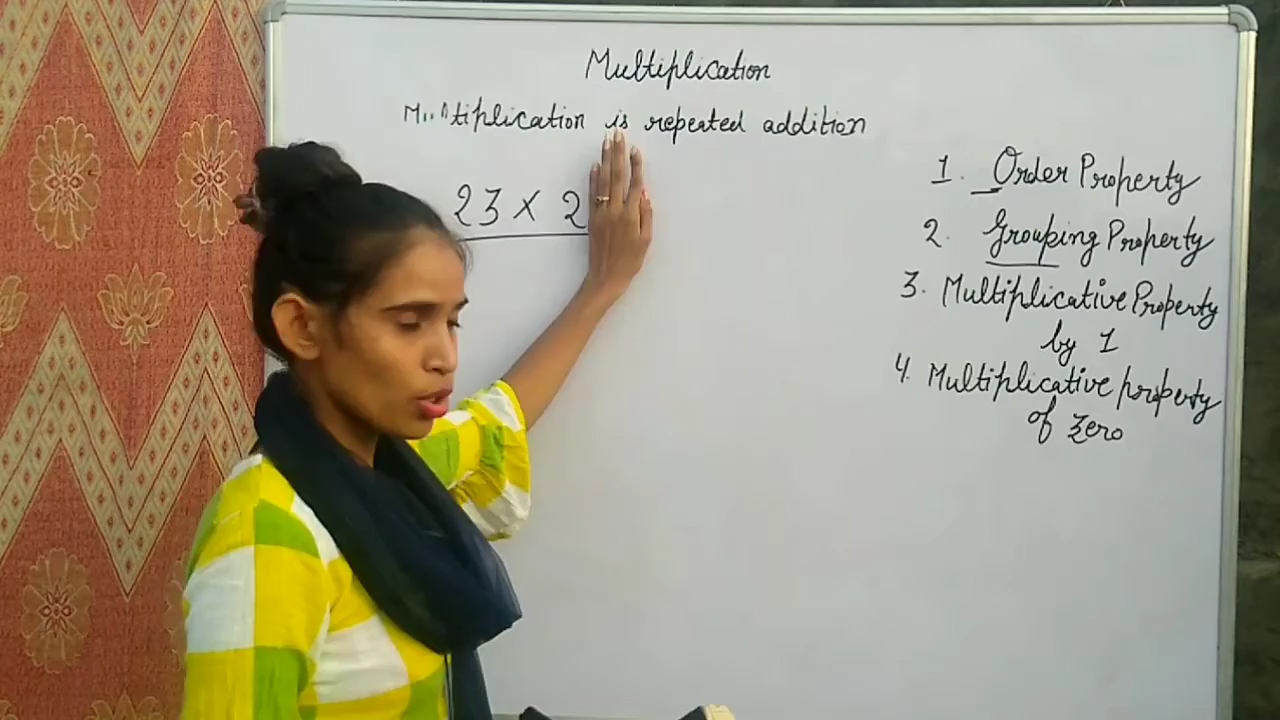 Multiplication
Multiplication is repeated addition
23 × 2
1. Order Property
2. Grouping Property
3. Multiplicative Property
by 1
4. Multiplicative property
of zero